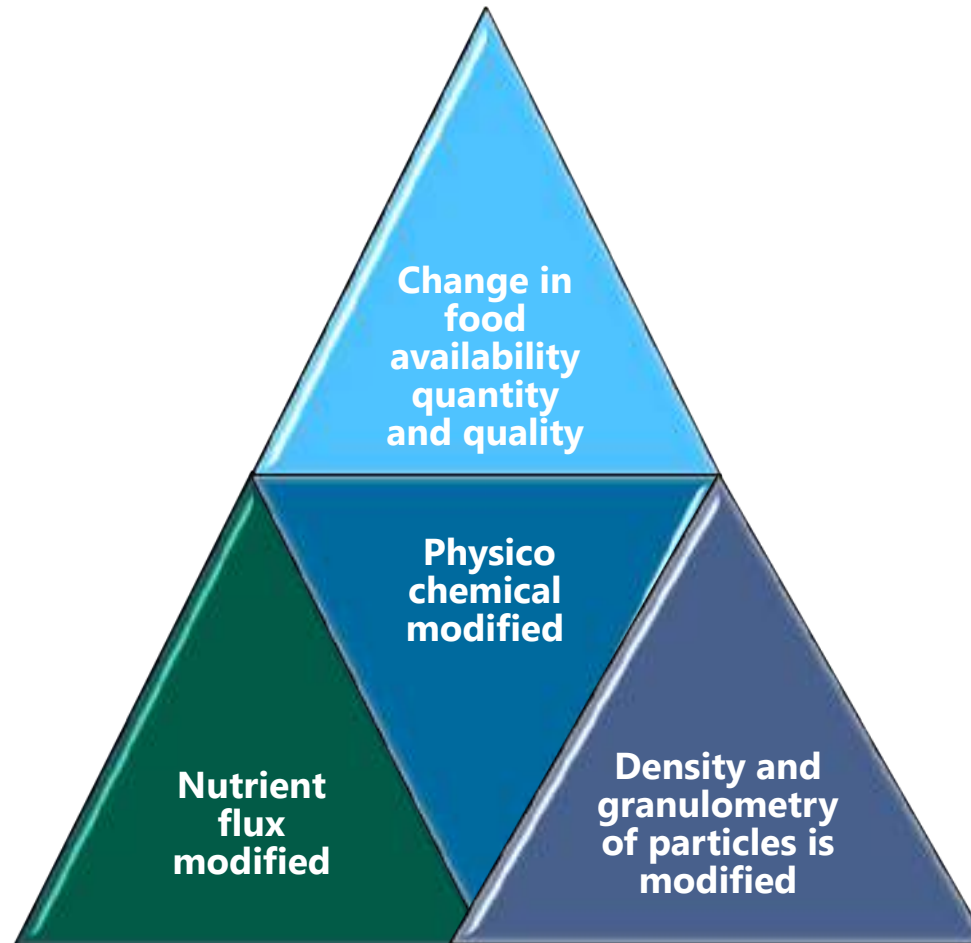 Change in
food
availability
quantity
and quality
Physico
chemical
modified
Nutrient
flux
modified
Density and
granulometry
of particles is
modified